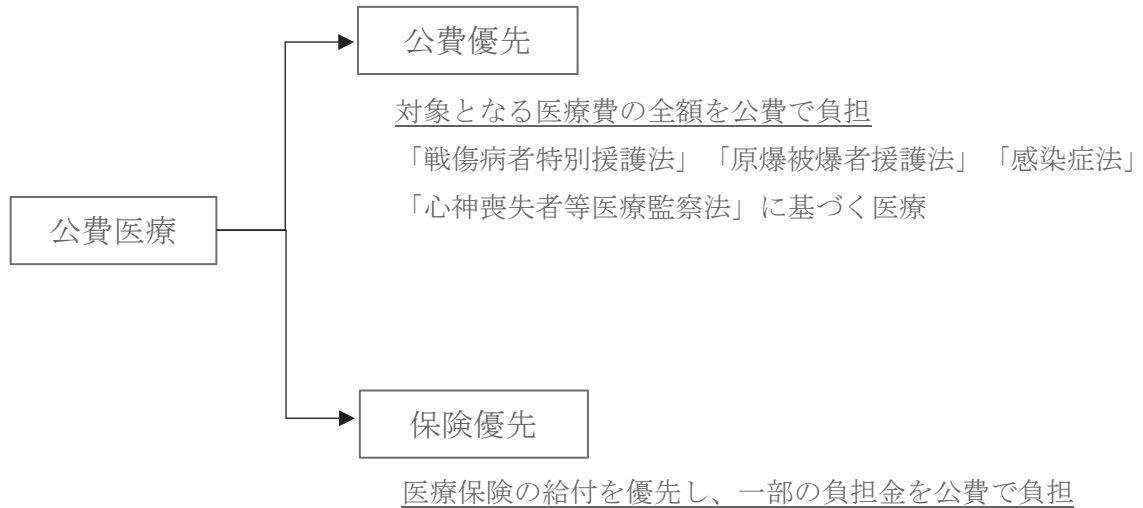 公費優先
対象となる医療費の全額を公費で負担
「戦傷病者特別援護法」「原爆被爆者援護法」「感染症法」
「心神喪失者等医療監察法」に基づく医療
公費医療
保険優先
医療保険の給付を優先し、一部の負担金を公費で負担